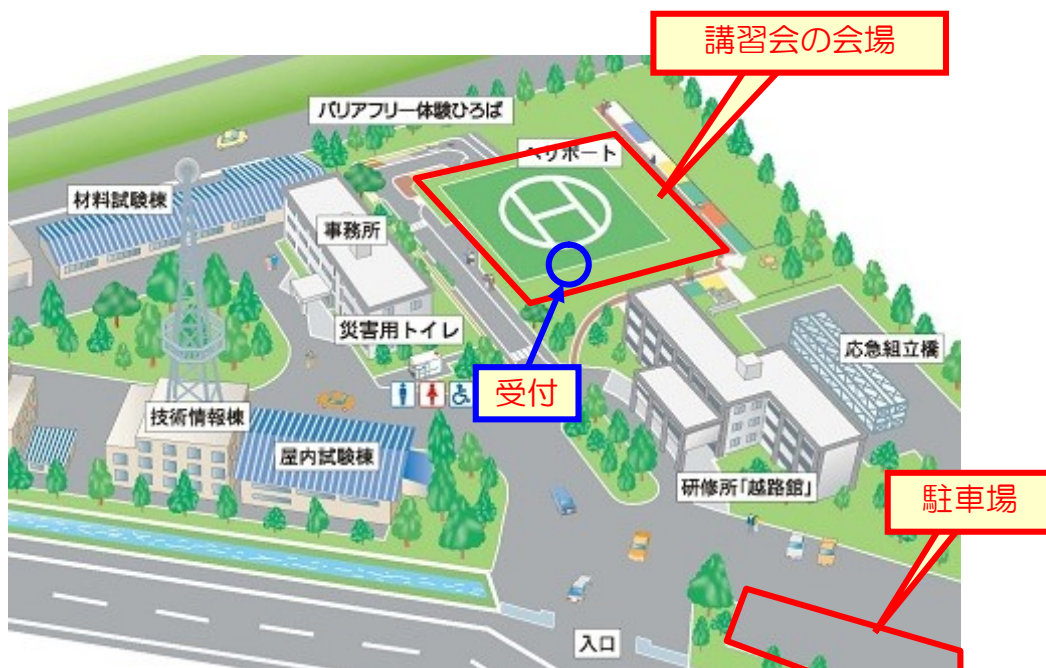 講習会の会場
バリアフリー体験ひろば
ヘリポート
材料試験棟
事務所
災害用トイレ
応急組立橋
受付
技術情報棟
屋内試験棟
研修所「越路館」
駐車場
入口